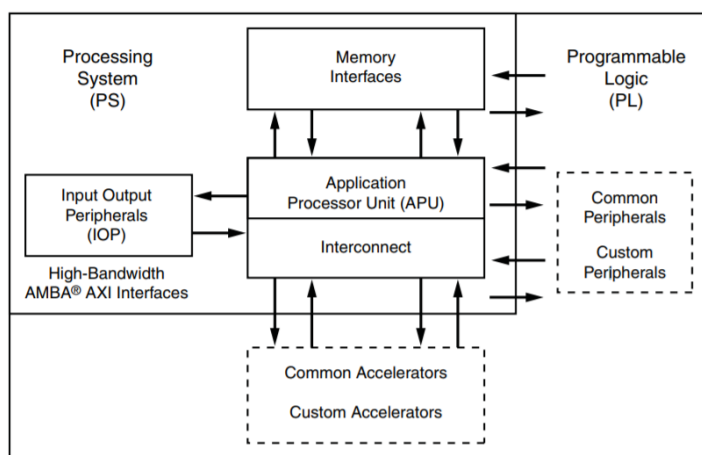 Processing
System
(PS)
Memory
Interfaces
Programmable
Logic
(PL)
Input Output
Peripherals
(IOP)
Application
Processor Unit (APU)
Interconnect
Common
Peripherals
Custom
Peripherals
High-Bandwidth
AMBA® AXI Interfaces
Common Accelerators
Custom Accelerators